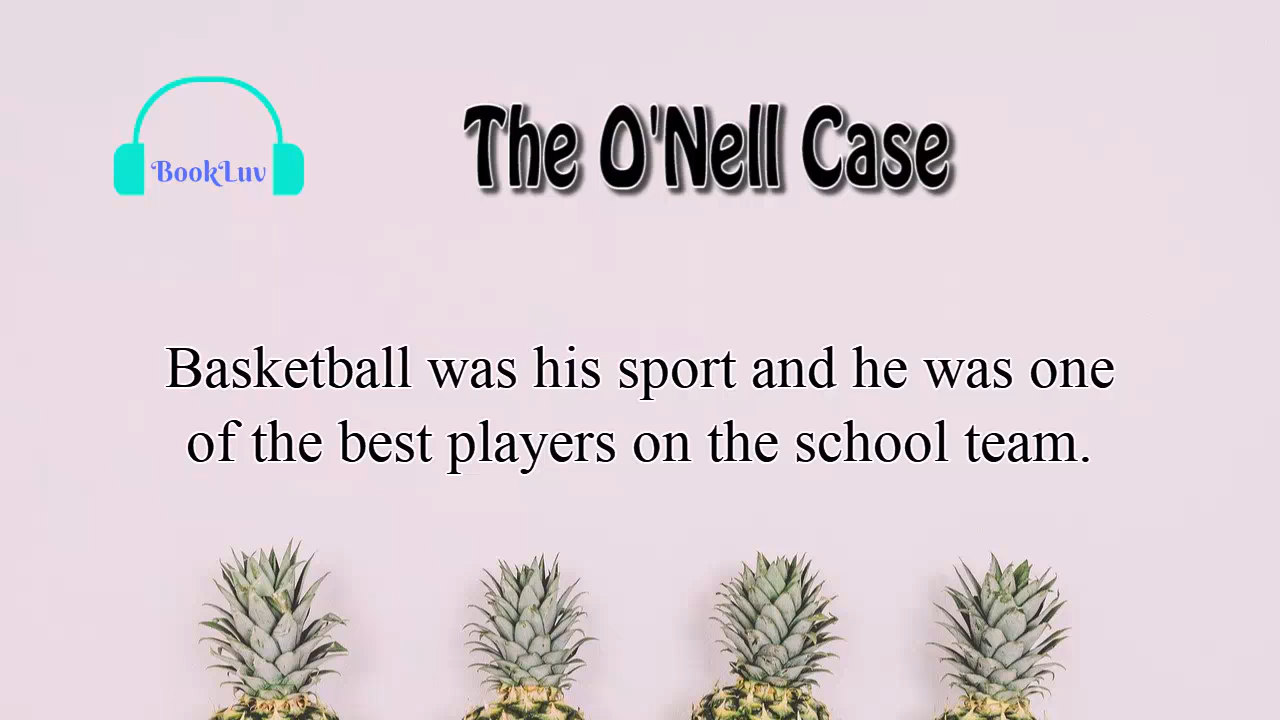 BookLuv
The O'Nell Case
Basketball was his sport and he was one
of the best players on the school team.